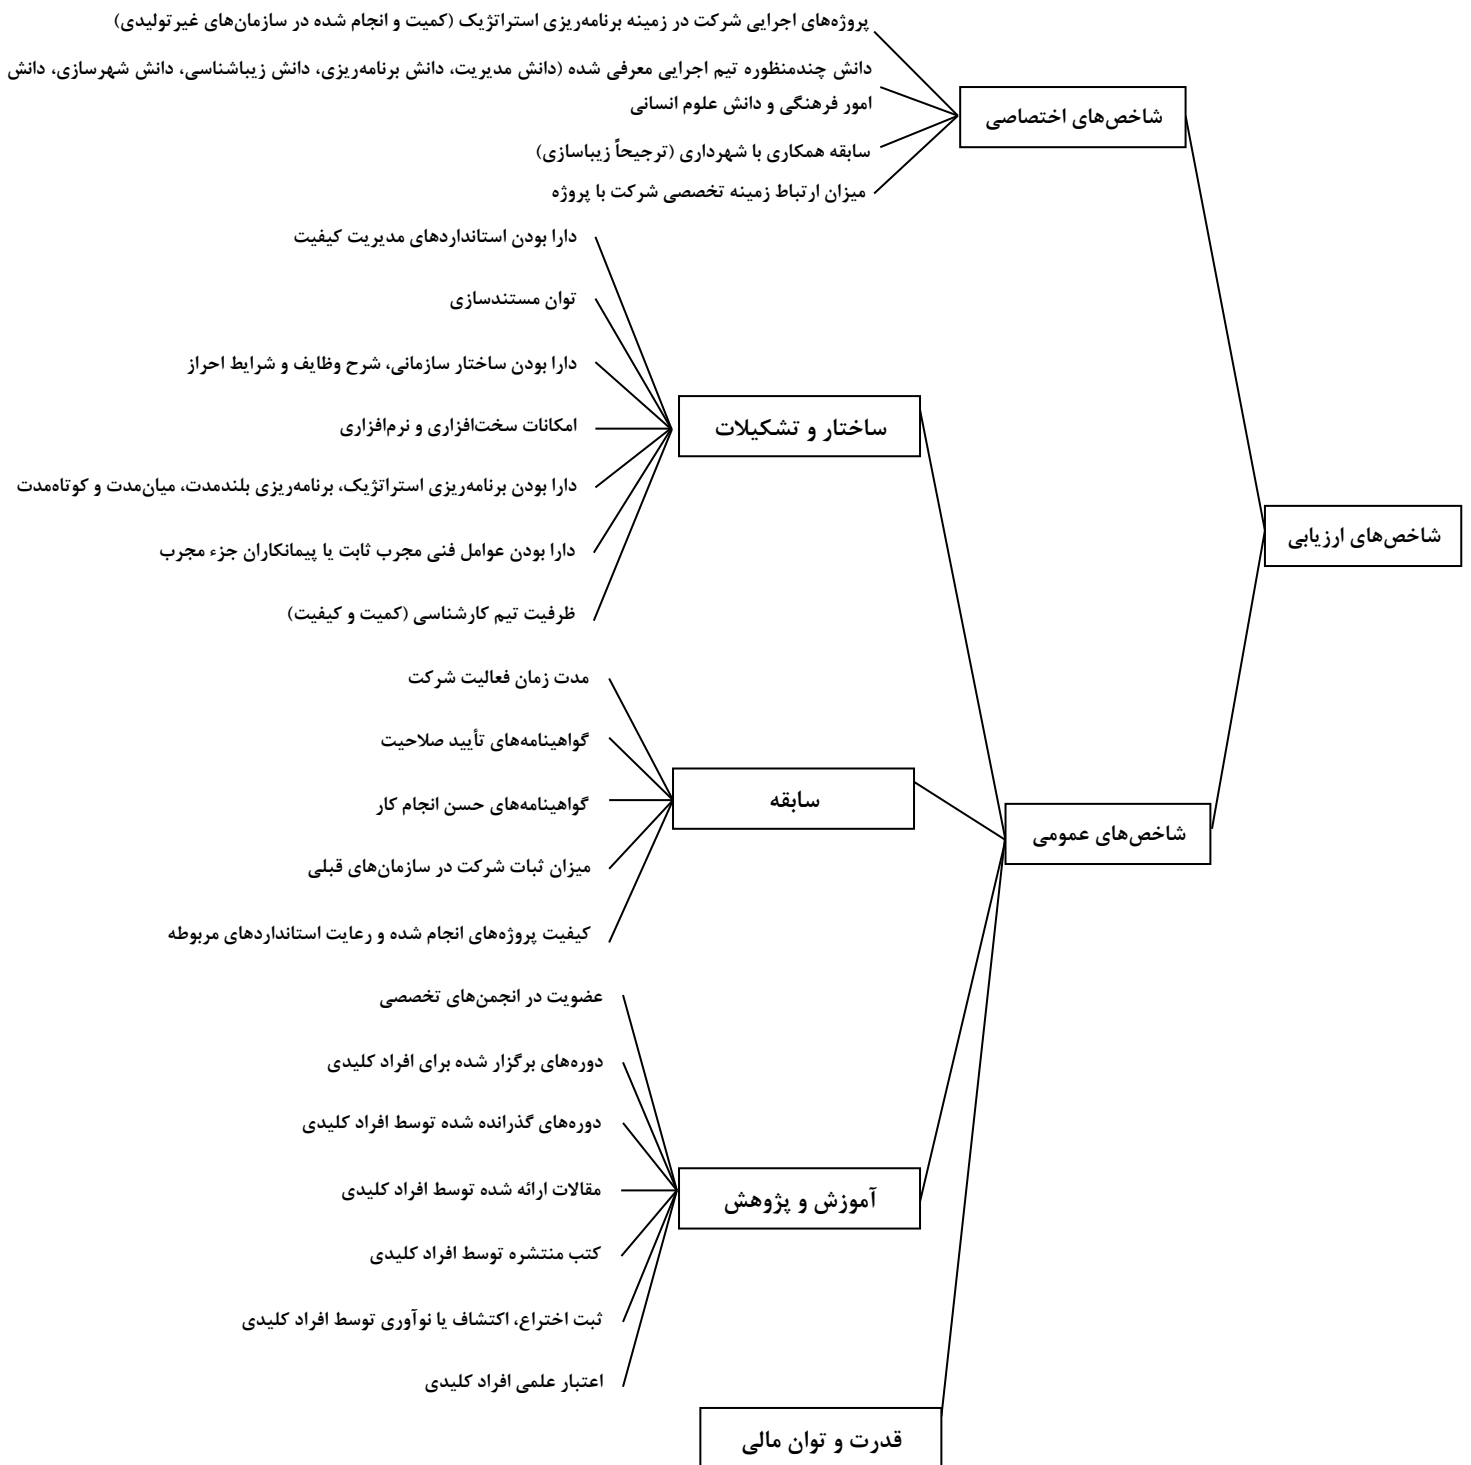 پروژه‌های اجرایی شرکت در زمینه برنامه‌ریزی استراتژیک (کمیت و انجام شده در سازمان‌های غیرتولیدی)
دانش چندمنظوره تیم اجرایی معرفی شده (دانش مدیریت، دانش برنامه‌ریزی، دانش زیباشناسی، دانش شهرسازی، دانش
امور فرهنگی و دانش علوم انسانی
شاخص‌های اختصاصی
سابقه همکاری با شهرداری (ترجیحاً زیباسازی)
میزان ارتباط زمینه تخصصی شرکت با پروژه
دارا بودن استانداردهای مدیریت کیفیت
توان مستندسازی
دارا بودن ساختار سازمانی، شرح وظایف و شرایط احراز
ساختار و تشکیلات
امکانات سخت‌افزاری و نرم‌افزاری
دارا بودن برنامه‌ریزی استراتژیک، برنامه‌ریزی بلندمدت، میان‌مدت و کوتاه‌مدت
شاخص‌های ارزیابی
دارا بودن عوامل فنی مجرب ثابت یا پیمانکاران جزء مجرب
ظرفیت تیم کارشناسی (کمیت و کیفیت)
مدت زمان فعالیت شرکت
گواهینامه‌های تأیید صلاحیت
سابقه
گواهینامه‌های حسن انجام کار
شاخص‌های عمومی
میزان ثبات شرکت در سازمان‌های قبلی
کیفیت پروژه‌های انجام شده و رعایت استانداردهای مربوطه
عضویت در انجمن‌های تخصصی
دوره‌های برگزار شده برای افراد کلیدی
دوره‌های گذرانده شده توسط افراد کلیدی
مقالات ارائه شده توسط افراد کلیدی
آموزش و پژوهش
کتب منتشره توسط افراد کلیدی
ثبت اختراع، اکتشاف یا نوآوری توسط افراد کلیدی
اعتبار علمی افراد کلیدی
قدرت و توان مالی